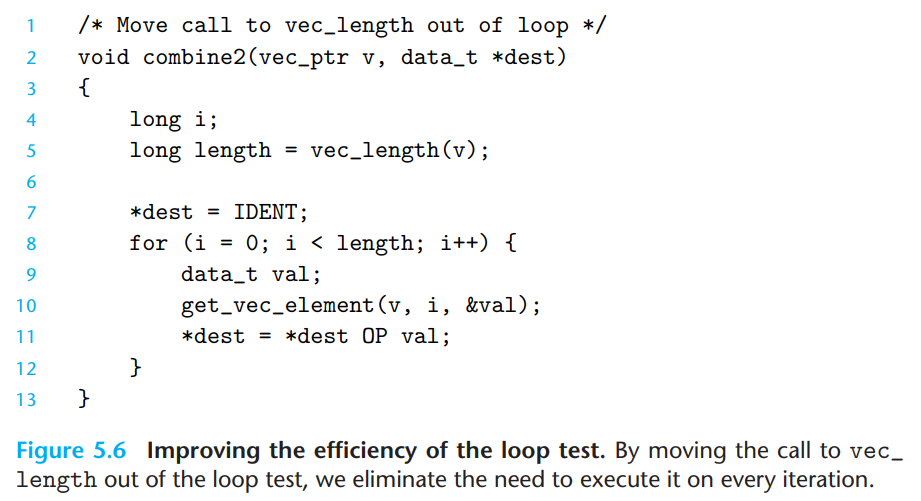 1 /* Move call to vec_length out of loop */
2 void combine2(vec_ptr v, data_t *dest)
3 {
4 long i;
5 long length = vec_length(v);
6
7 *dest = IDENT;
8 for (i = 0; i < length; i++) {
9 data_t val;
10 get_vec_element(v, i, &val);
11 *dest = *dest OP val;
12 }
13 }
Figure 5.6 Improving the efficiency of the loop test. By moving the call to vec_
length out of the loop test, we eliminate the need to execute it on every iteration.